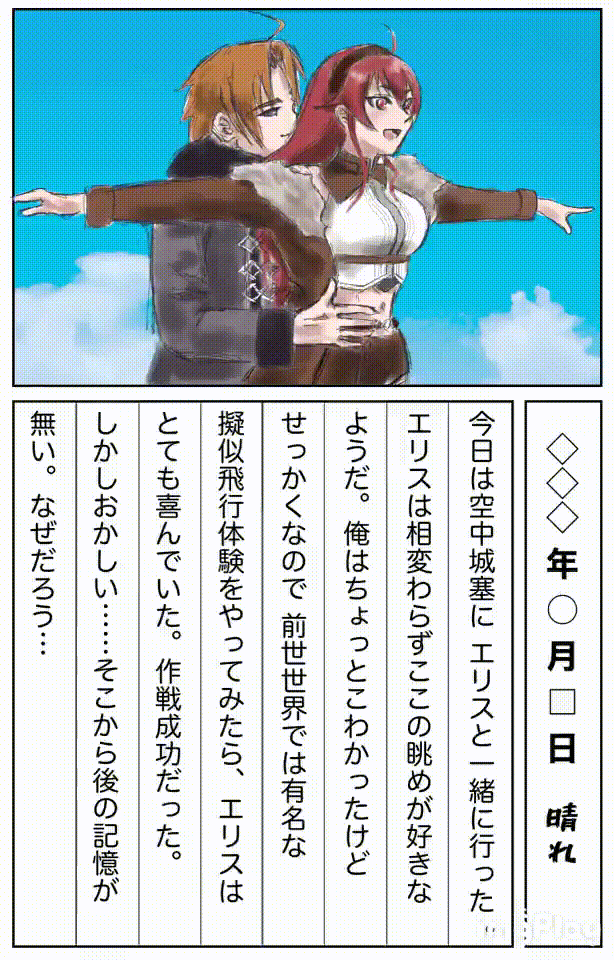 ◇◇◇年○月□日 晴れ
今日は空中城塞に エリスと一緒に行った。
エリスは相変わらずここの眺めが好きな
ようだ。俺はちょっとこわかったけど
せっかくなので 前世世界では有名な
擬似飛行体験をやってみたら、エリスは
とても喜んでいた。作戦成功だった。
しかしおかしい……そこから後の記憶が
無い。なぜだろう…